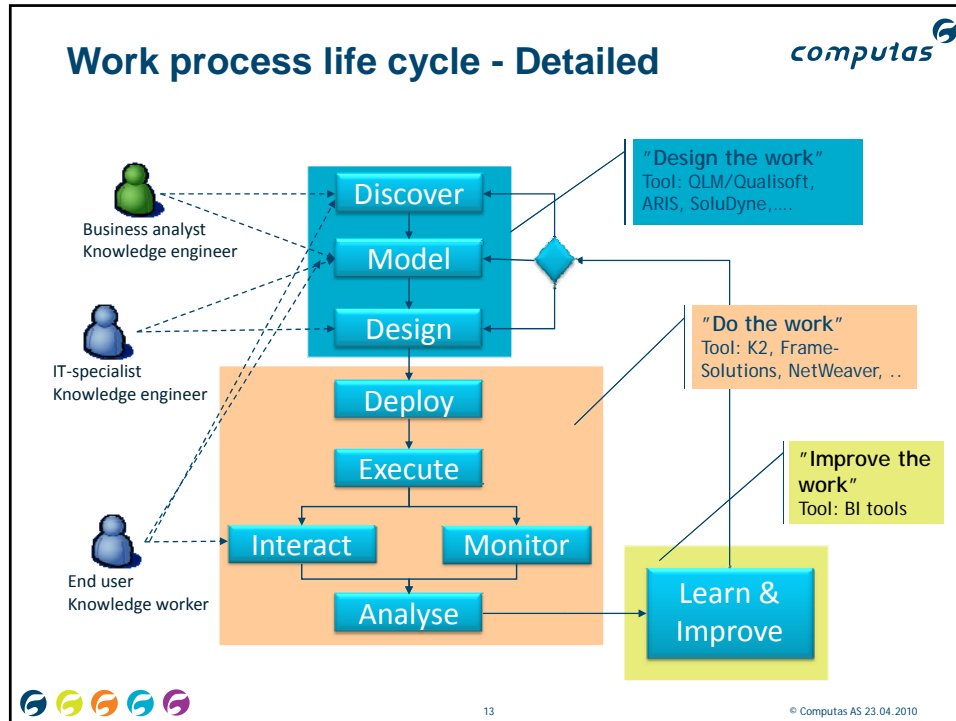 Work process life cycle - Detailed
computas
"Design the work"
Tool: QLM/Qualisoft,
ARIS, SoluDyne,....
Discover
Business analyst
Knowledge engineer
Model
Design
"Do the work"
Tool: K2, Frame-
Solutions, NetWeaver, ..
IT-specialist
Knowledge engineer
Deploy
Execute
"Improve the
work"
Tool: BI tools
Interact
Monitor
End user
Knowledge worker
Analyse
Learn &
Improve
13
© Computas AS 23.04.2010